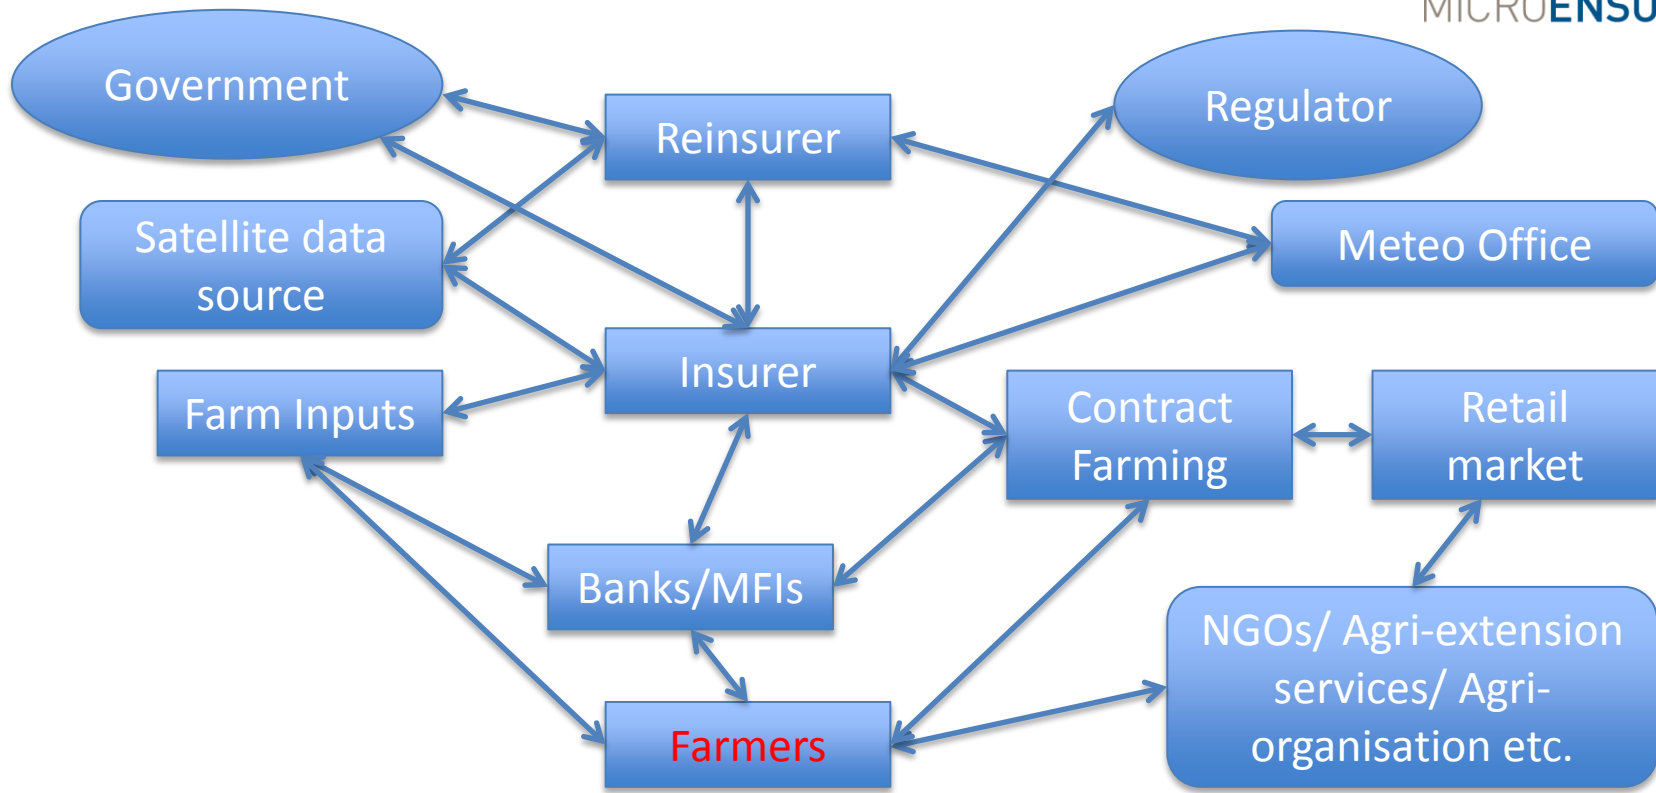 MICROENSU
Government
Reinsurer
Regulator
Satellite data
source
Meteo Office
Insurer
Farm Inputs
Contract
Farming
Retail
market
Banks/MFIs
NGOs/ Agri-extension
services/ Agri-
organisation etc.
Farmers